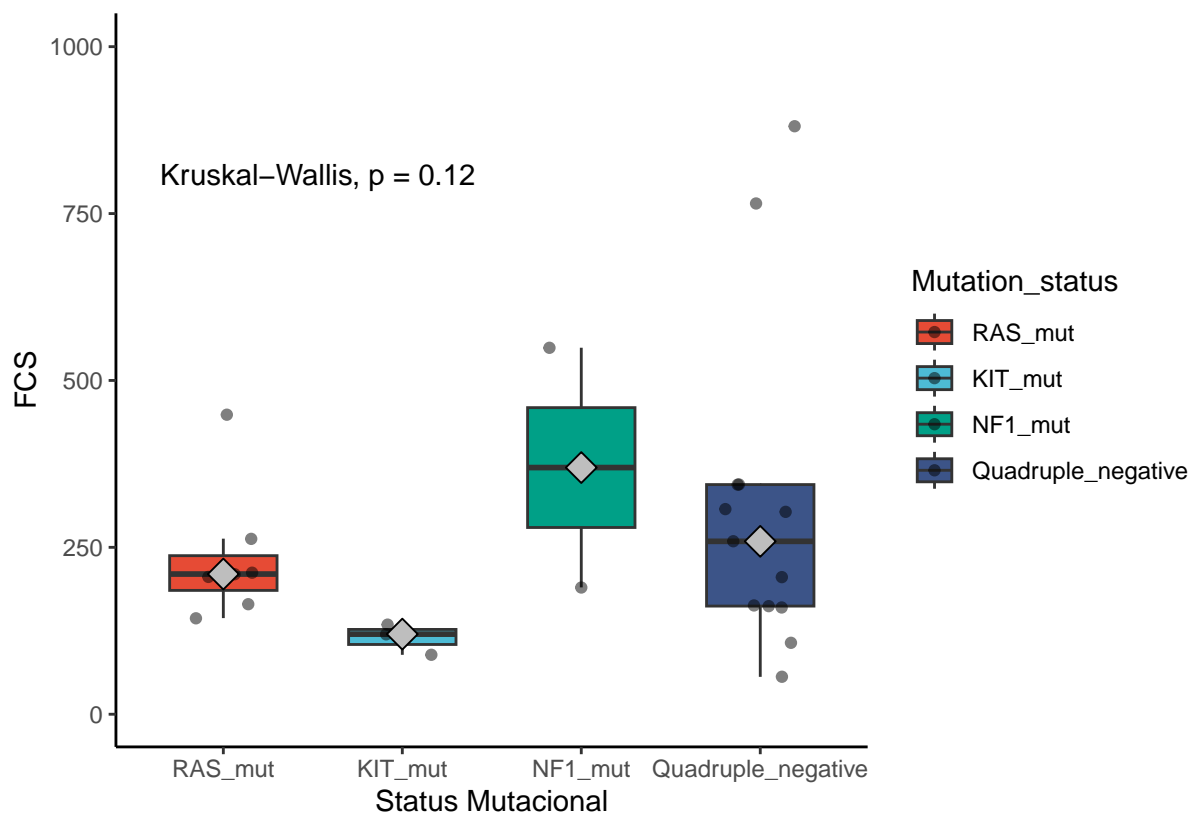 1000
750
500
250
0
FCS
Kruskal−Wallis, p = 0.12
RAS_mut
KIT_mut
NF1_mut
Quadruple_negative
Status Mutacional
Mutation_status
RAS_mut
KIT_mut
NF1_mut
Quadruple_negative